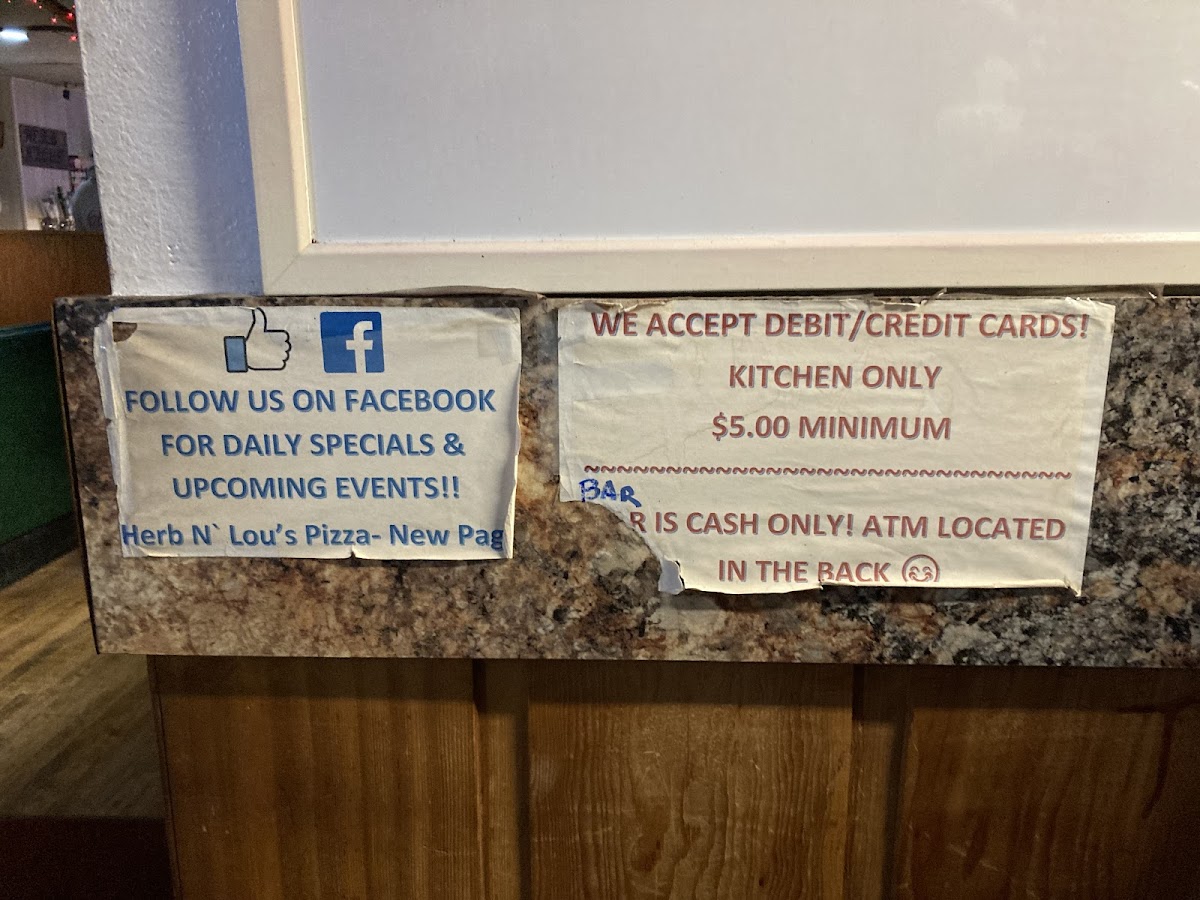 FOLLOW US ON FACEBOOK
FOR DAILY SPECIALS &
UPCOMING EVENTS!!
Herb N` Lou's Pizza- New Pag
WE ACCEPT DEBIT/CREDIT CARDS!
KITCHEN ONLY
$5.00 MINIMUM
~~~~~~~~~~~~~~~~~~~~~~~~~~~~~~
BAR
R IS CASH ONLY! ATM LOCATED
IN THE BACK 😊